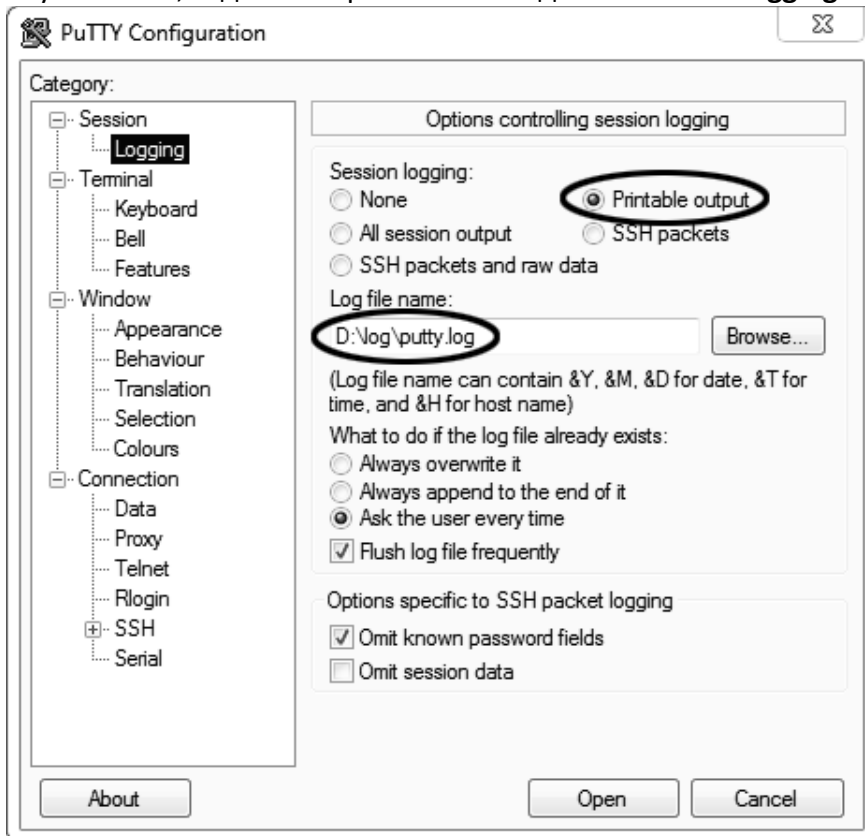 ogging
PuTTY Configuration
Category:
Session
Logging
Terminal
Keyboard
Bell
Features
Window
Appearance
Behaviour
Translation
Selection
Colours
Connection
Data
Proxy
Telnet
Rlogin
SSH
Serial
Options controlling session logging
Session logging:
None
Printable output
All session output
SSH packets
SSH packets and raw data
Log file name:
D:\log\putty.log
Browse...
(Log file name can contain &Y, &M, &D for date, &T for
time, and &H for host name)
What to do if the log file already exists:
Always overwrite it
Always append to the end of it
Ask the user every time
Flush log file frequently
Options specific to SSH packet logging
Omit known password fields
Omit session data
About
Open
Cancel